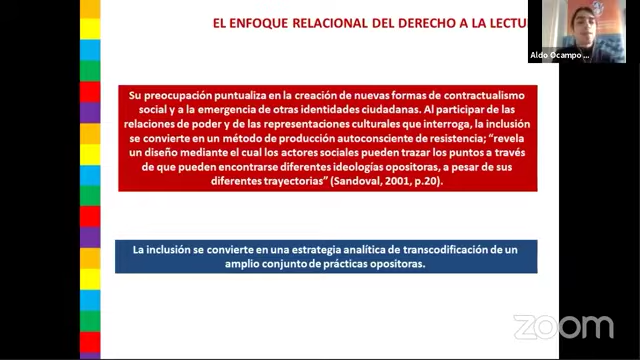 EL ENFOQUE RELACIONAL DEL DERECHO A LA LECTU
Aldo Ocampo ...
Su preocupación puntualiza en la creación de nuevas formas de contractualismo
social y a la emergencia de otras identidades ciudadanas. Al participar de las
relaciones de poder y de las representaciones culturales que interroga, la inclusión
se convierte en un método de producción autoconsciente de resistencia; “revela
un diseño mediante el cual los actores sociales pueden trazar los puntos a través
de que pueden encontrarse diferentes ideologías opositoras, a pesar de sus
diferentes trayectorias” (Sandoval, 2001, p.20).
La inclusión se convierte en una estrategia analítica de transcodificación de un
amplio conjunto de prácticas opositoras.
zoom